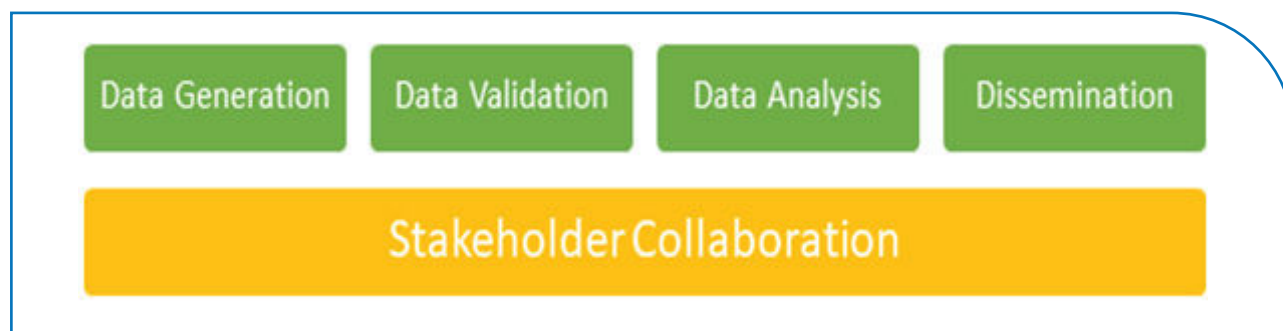 Data Generation
Data Validation
Data Analysis
Dissemination
Stakeholder Collaboration